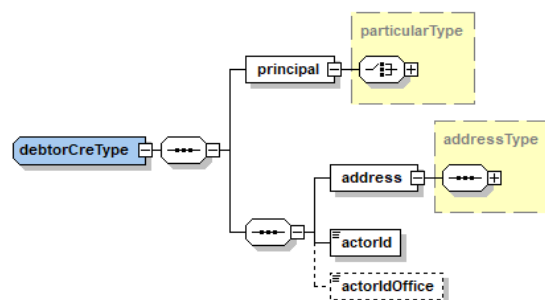 particularType
principal
debtorCreType
addressType
address
actorId
actorIdOffice